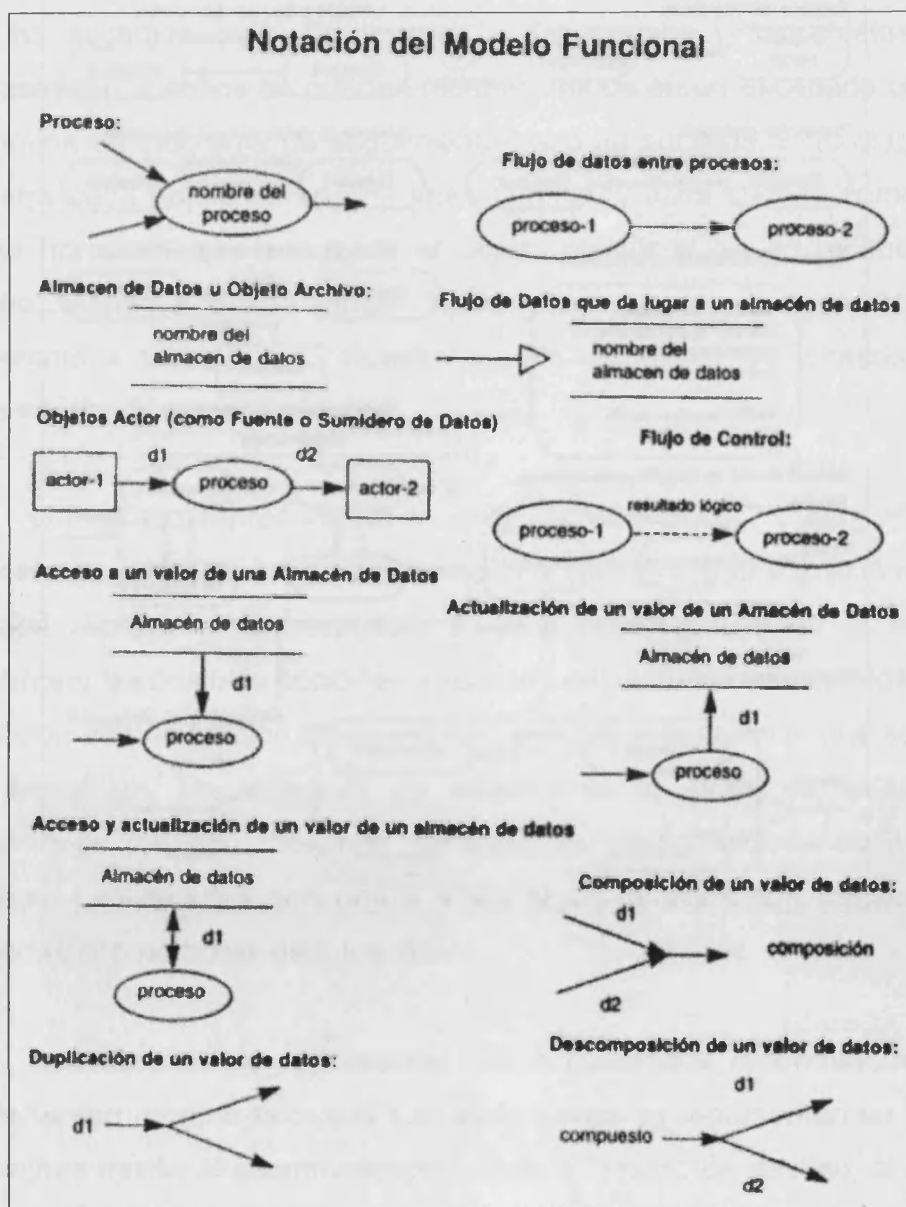 Notación del Modelo Funcional
Proceso:
nombre del
proceso
Flujo de datos entre procesos:
proceso-1
proceso-2
Almacen de Datos u Objeto Archivo:
nombre del
almacen de datos
Flujo de Datos que da lugar a un almacén de datos
nombre del
almacen de datos
Objetos Actor (como Fuente o Sumidero de Datos)
actor-1
d1
proceso
d2
actor-2
Flujo de Control:
proceso-1
resultado lógico
proceso-2
Acceso a un valor de una Almacén de Datos
Almacén de datos
d1
proceso
Actualización de un valor de un Amacén de Datos
Almacén de datos
d1
proceso
Acceso y actualización de un valor de un almacén de datos
Almacén de datos
d1
proceso
Composición de un valor de datos:
d1
composición
d2
Duplicación de un valor de datos:
d1
Descomposición de un valor de datos:
d1
compuesto
d2